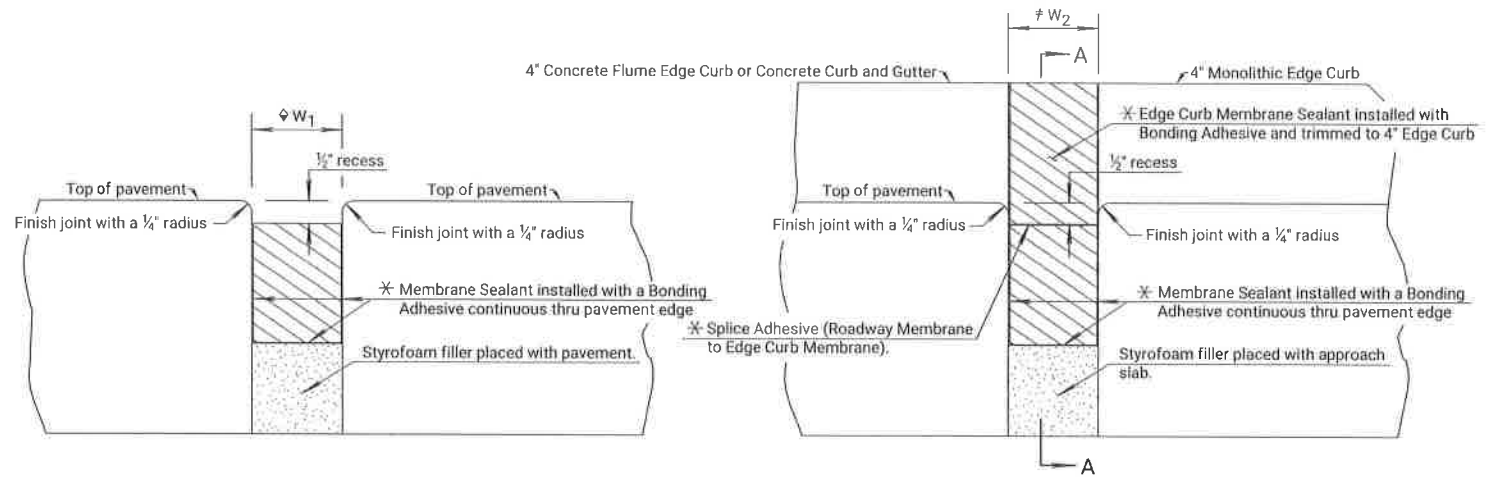 ◊ W1
½" recess
Top of pavement
Top of pavement
Finish joint with a ¼" radius
Finish joint with a ¼" radius
⚹ Membrane Sealant installed with a Bonding
Adhesive continuous thru pavement edge
Styrofoam filler placed with pavement.
≠ W2
A
4" Concrete Flume Edge Curb or Concrete Curb and Gutter
4" Monolithic Edge Curb
⚹ Edge Curb Membrane Sealant installed with
Bonding Adhesive and trimmed to 4" Edge Curb
½" recess
Top of pavement
Finish joint with a ¼" radius
Finish joint with a ¼" radius
⚹ Membrane Sealant installed with a Bonding
Adhesive continuous thru pavement edge
⚹ Splice Adhesive (Roadway Membrane
to Edge Curb Membrane).
Styrofoam filler placed with approach
slab.
A